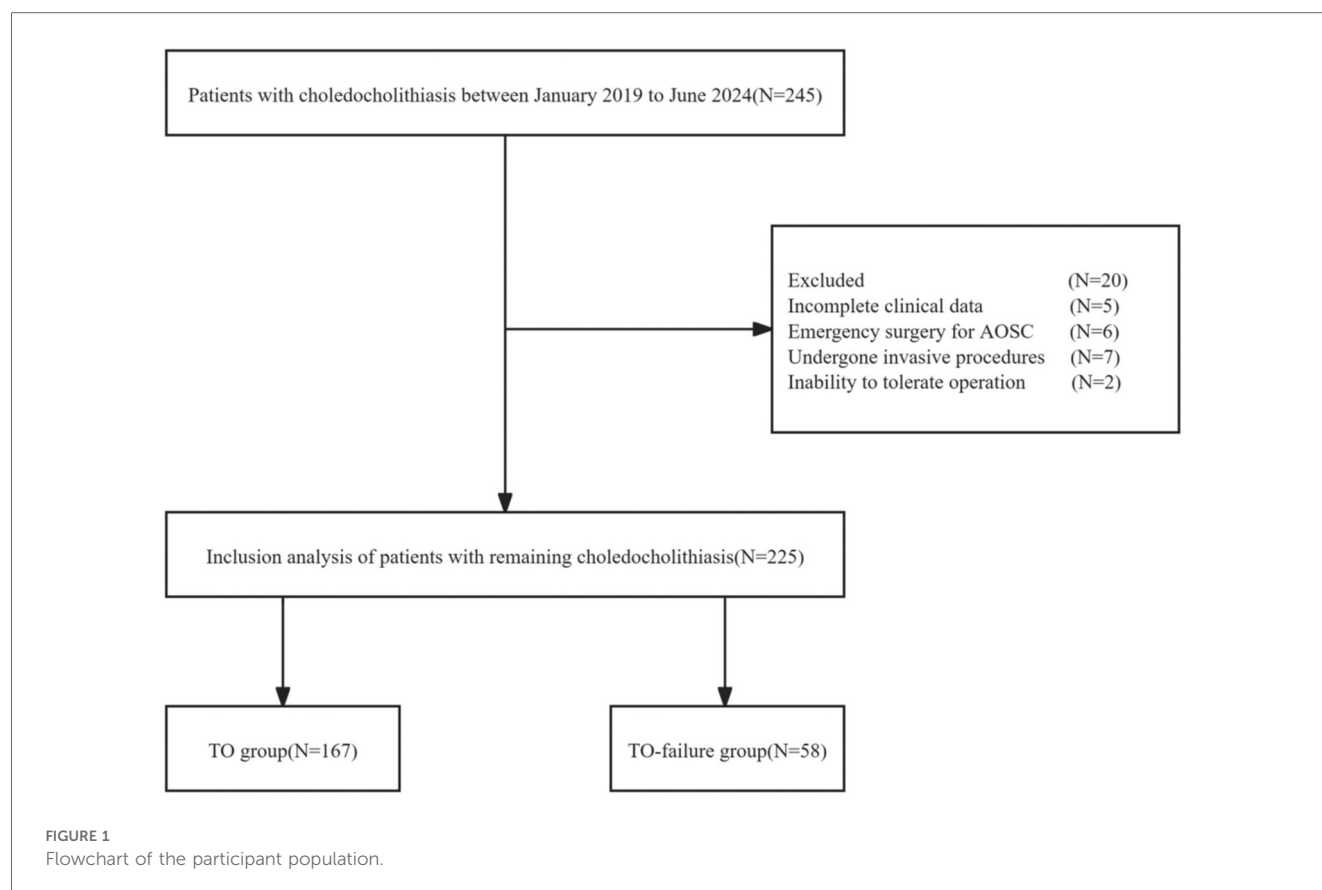 Patients with choledocholithiasis between January 2019 to June 2024(N=245)
Excluded (N=20)
Incomplete clinical data (N=5)
Emergency surgery for AOSC (N=6)
Undergone invasive procedures (N=7)
Inability to tolerate operation (N=2)
Inclusion analysis of patients with remaining choledocholithiasis(N=225)
TO group(N=167)
TO-failure group(N=58)
FIGURE 1
Flowchart of the participant population.